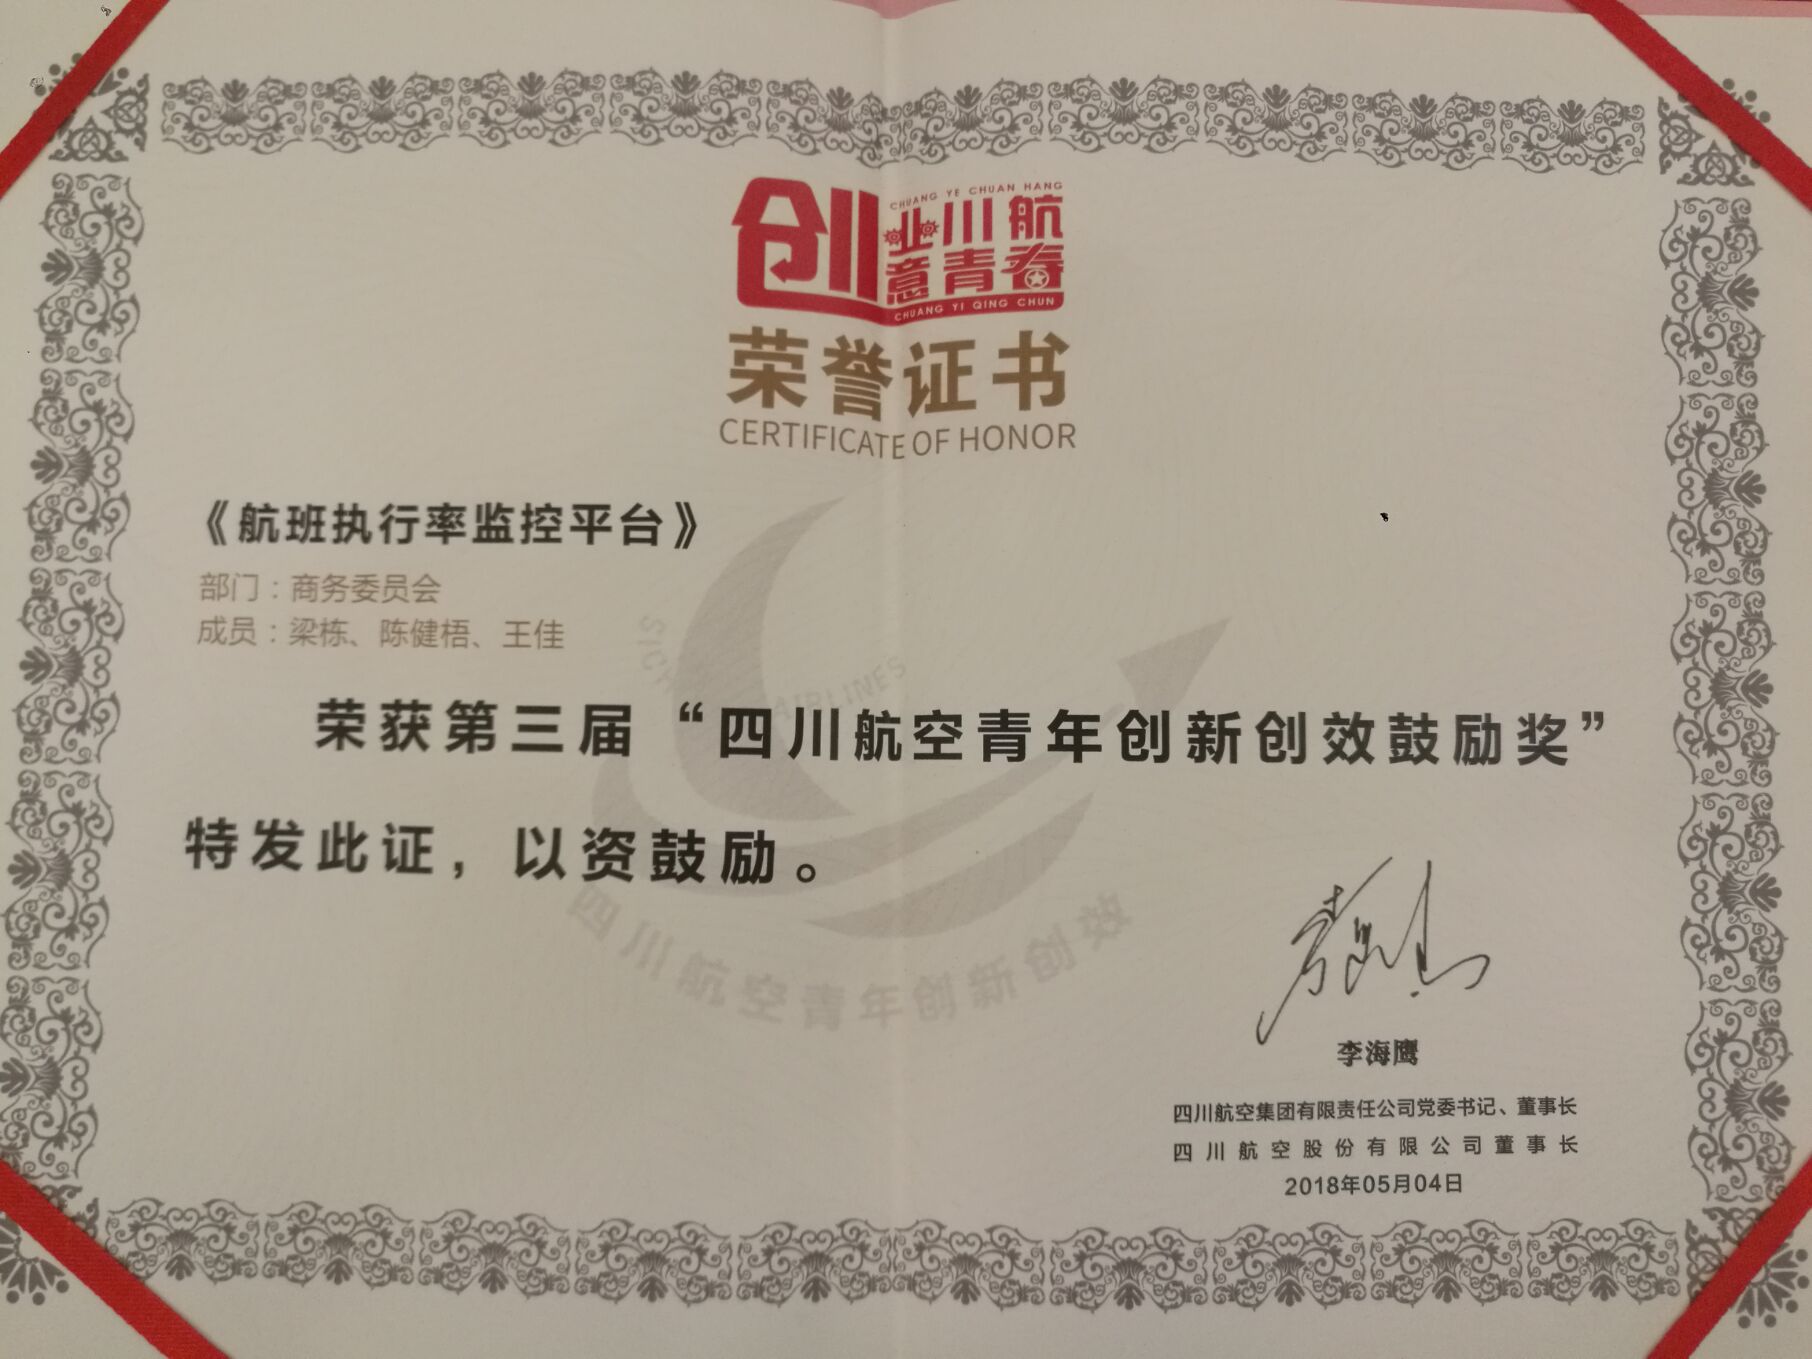 CHUANG YE CHUAN HANG
创业川航
创意青春
CHUANG YI QING CHUN
荣誉证书
CERTIFICATE OF HONOR
《航班执行率监控平台》
部门：商务委员会
成员：梁栋、陈健梧、王佳
荣获第三届“四川航空青年创新创效鼓励奖”
特发此证，以资鼓励。
AIRLINES
四川航空青年创新创效
李海鹰
四川航空集团有限责任公司党委书记、董事长
四川航空股份有限公司董事长
2018年05月04日